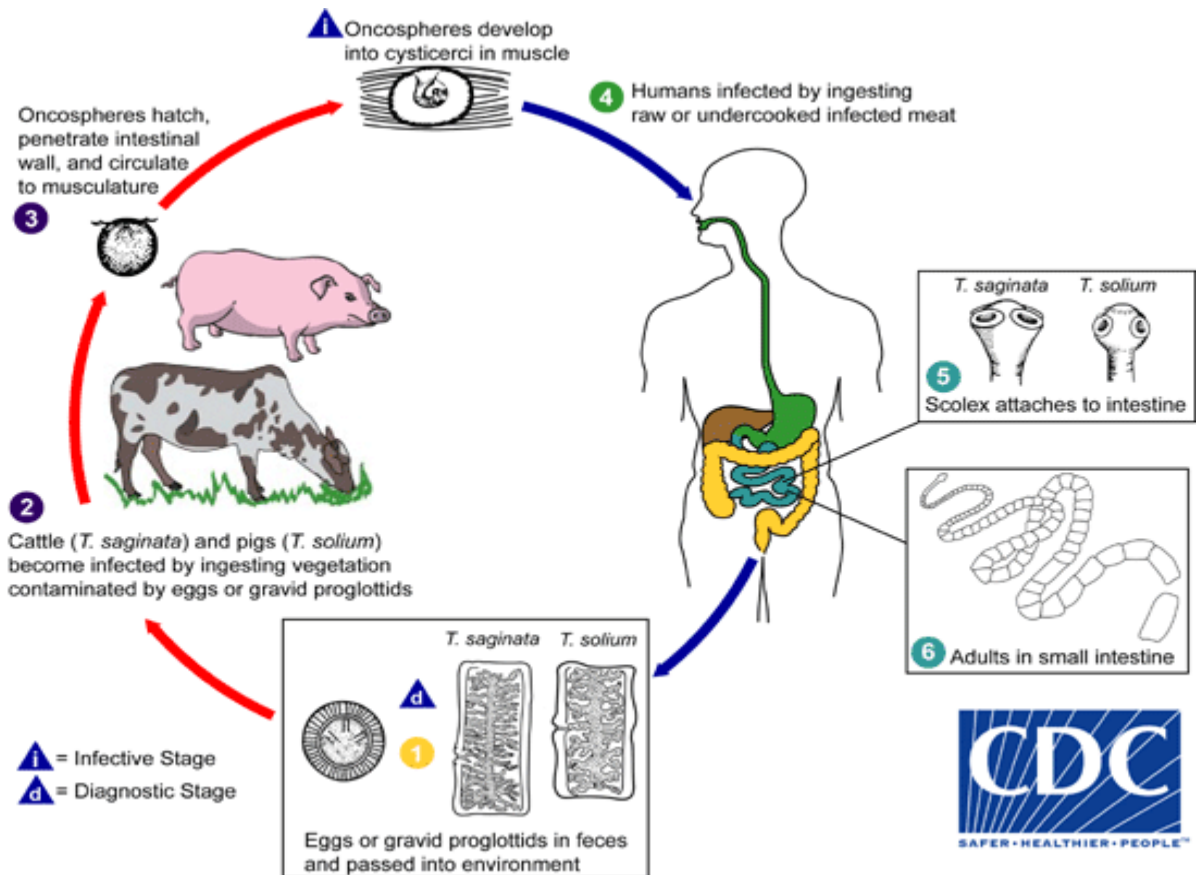 i
Oncospheres develop
into cysticerci in muscle
4
Humans infected by ingesting
raw or undercooked infected meat
Oncospheres hatch,
penetrate intestinal
wall, and circulate
to musculature
3
T. saginata
T. solium
5
Scolex attaches to intestine
2
Cattle (T. saginata) and pigs (T. solium)
become infected by ingesting vegetation
contaminated by eggs or gravid proglottids
6
Adults in small intestine
T. saginata
T. solium
d
1
Eggs or gravid proglottids in feces
and passed into environment
i = Infective Stage
d = Diagnostic Stage
CDC
SAFER•HEALTHIER•PEOPLE™